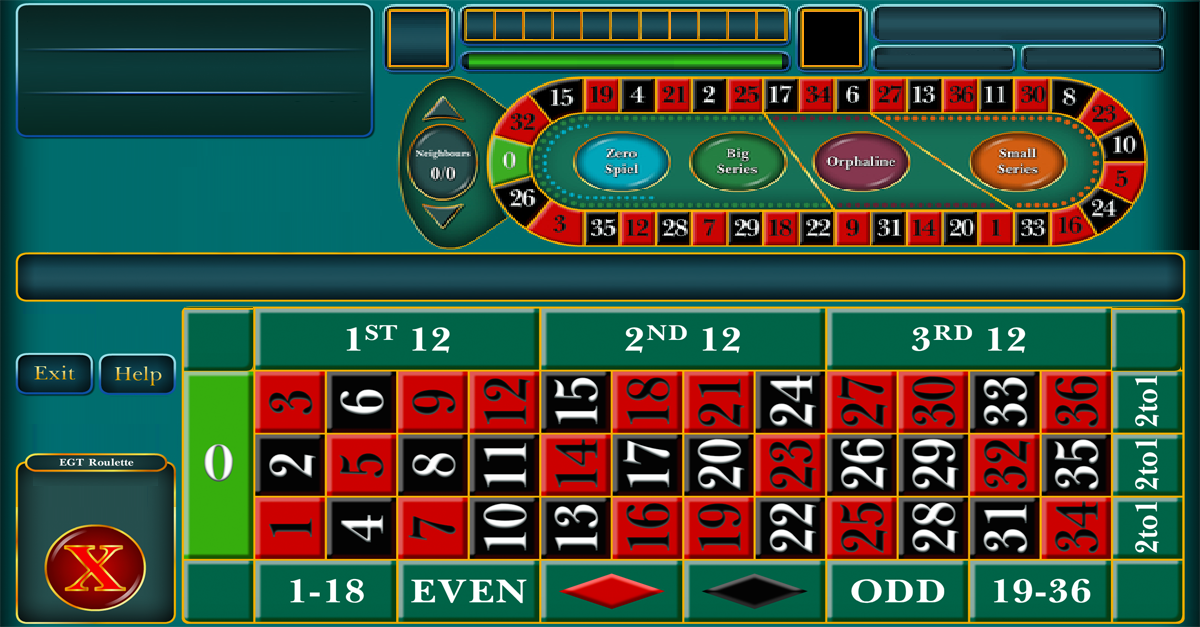 15 19 4 21 2 25 17 34 6 27 13 36 11 30 8
32 23
Neighbours
0/0
0
Zero
Spiel
Big
Series
Orphaline
Small
Series
10
5
26 24
3 35 12 28 7 29 18 22 9 31 14 20 1 33 16
1ST 12 2ND 12 3RD 12
Exit Help
3 6 9 12 15 18 21 24 27 30 33 36 2to1
0 2 5 8 11 14 17 20 23 26 29 32 35 2to1
1 4 7 10 13 16 19 22 25 28 31 34 2to1
EGT Roulette
X
1-18 EVEN ODD 19-36